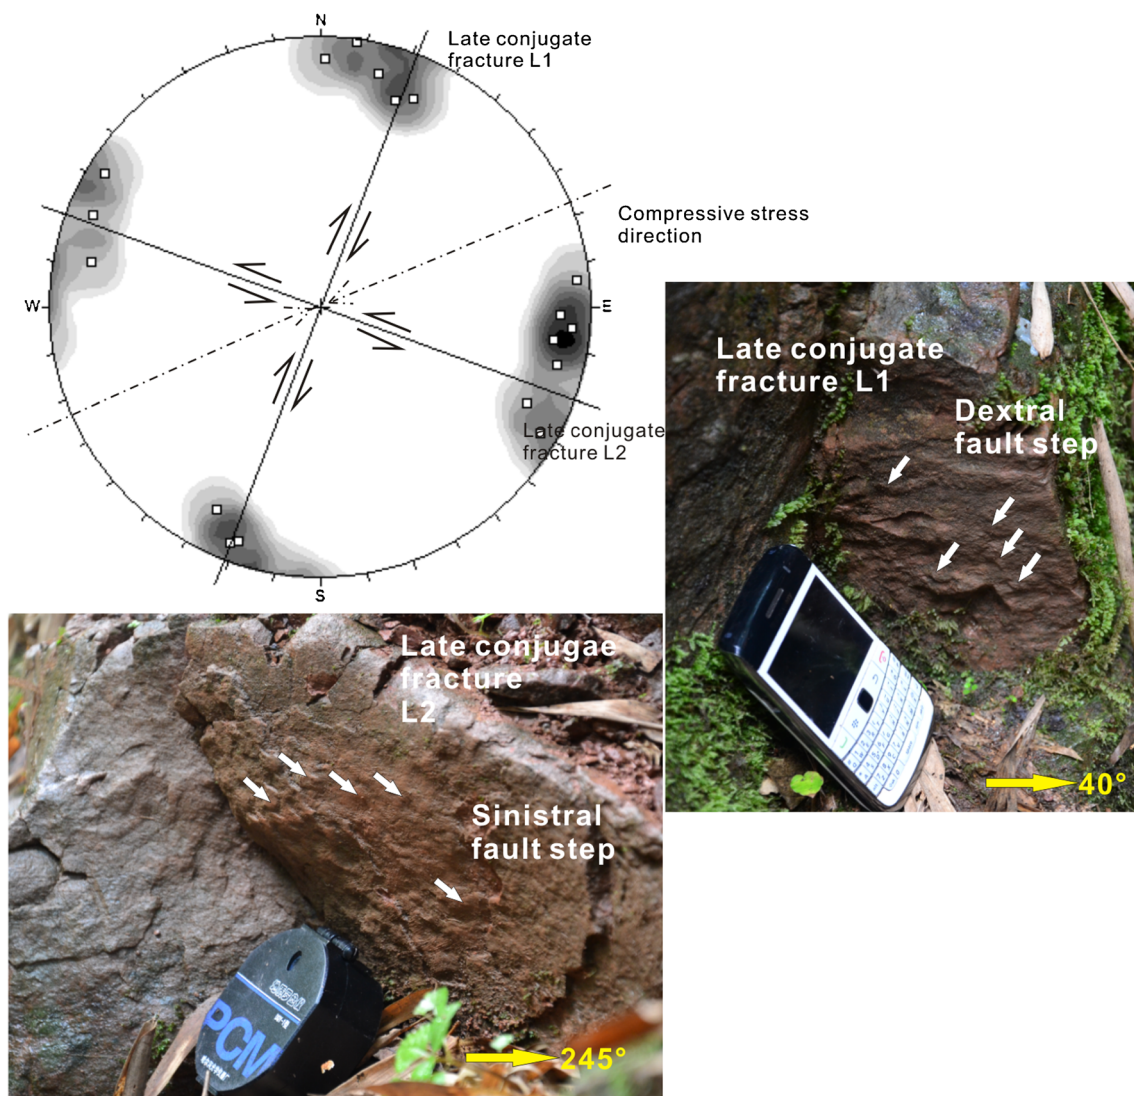 N
Late conjugate
fracture L1
Compressive stress
direction
W
E
Late conjugate
fracture L2
S
Late conjugate
fracture L1
Dextral
fault step
40°
Late conjugae
fracture
L2
Sinistral
fault step
PCM
245°